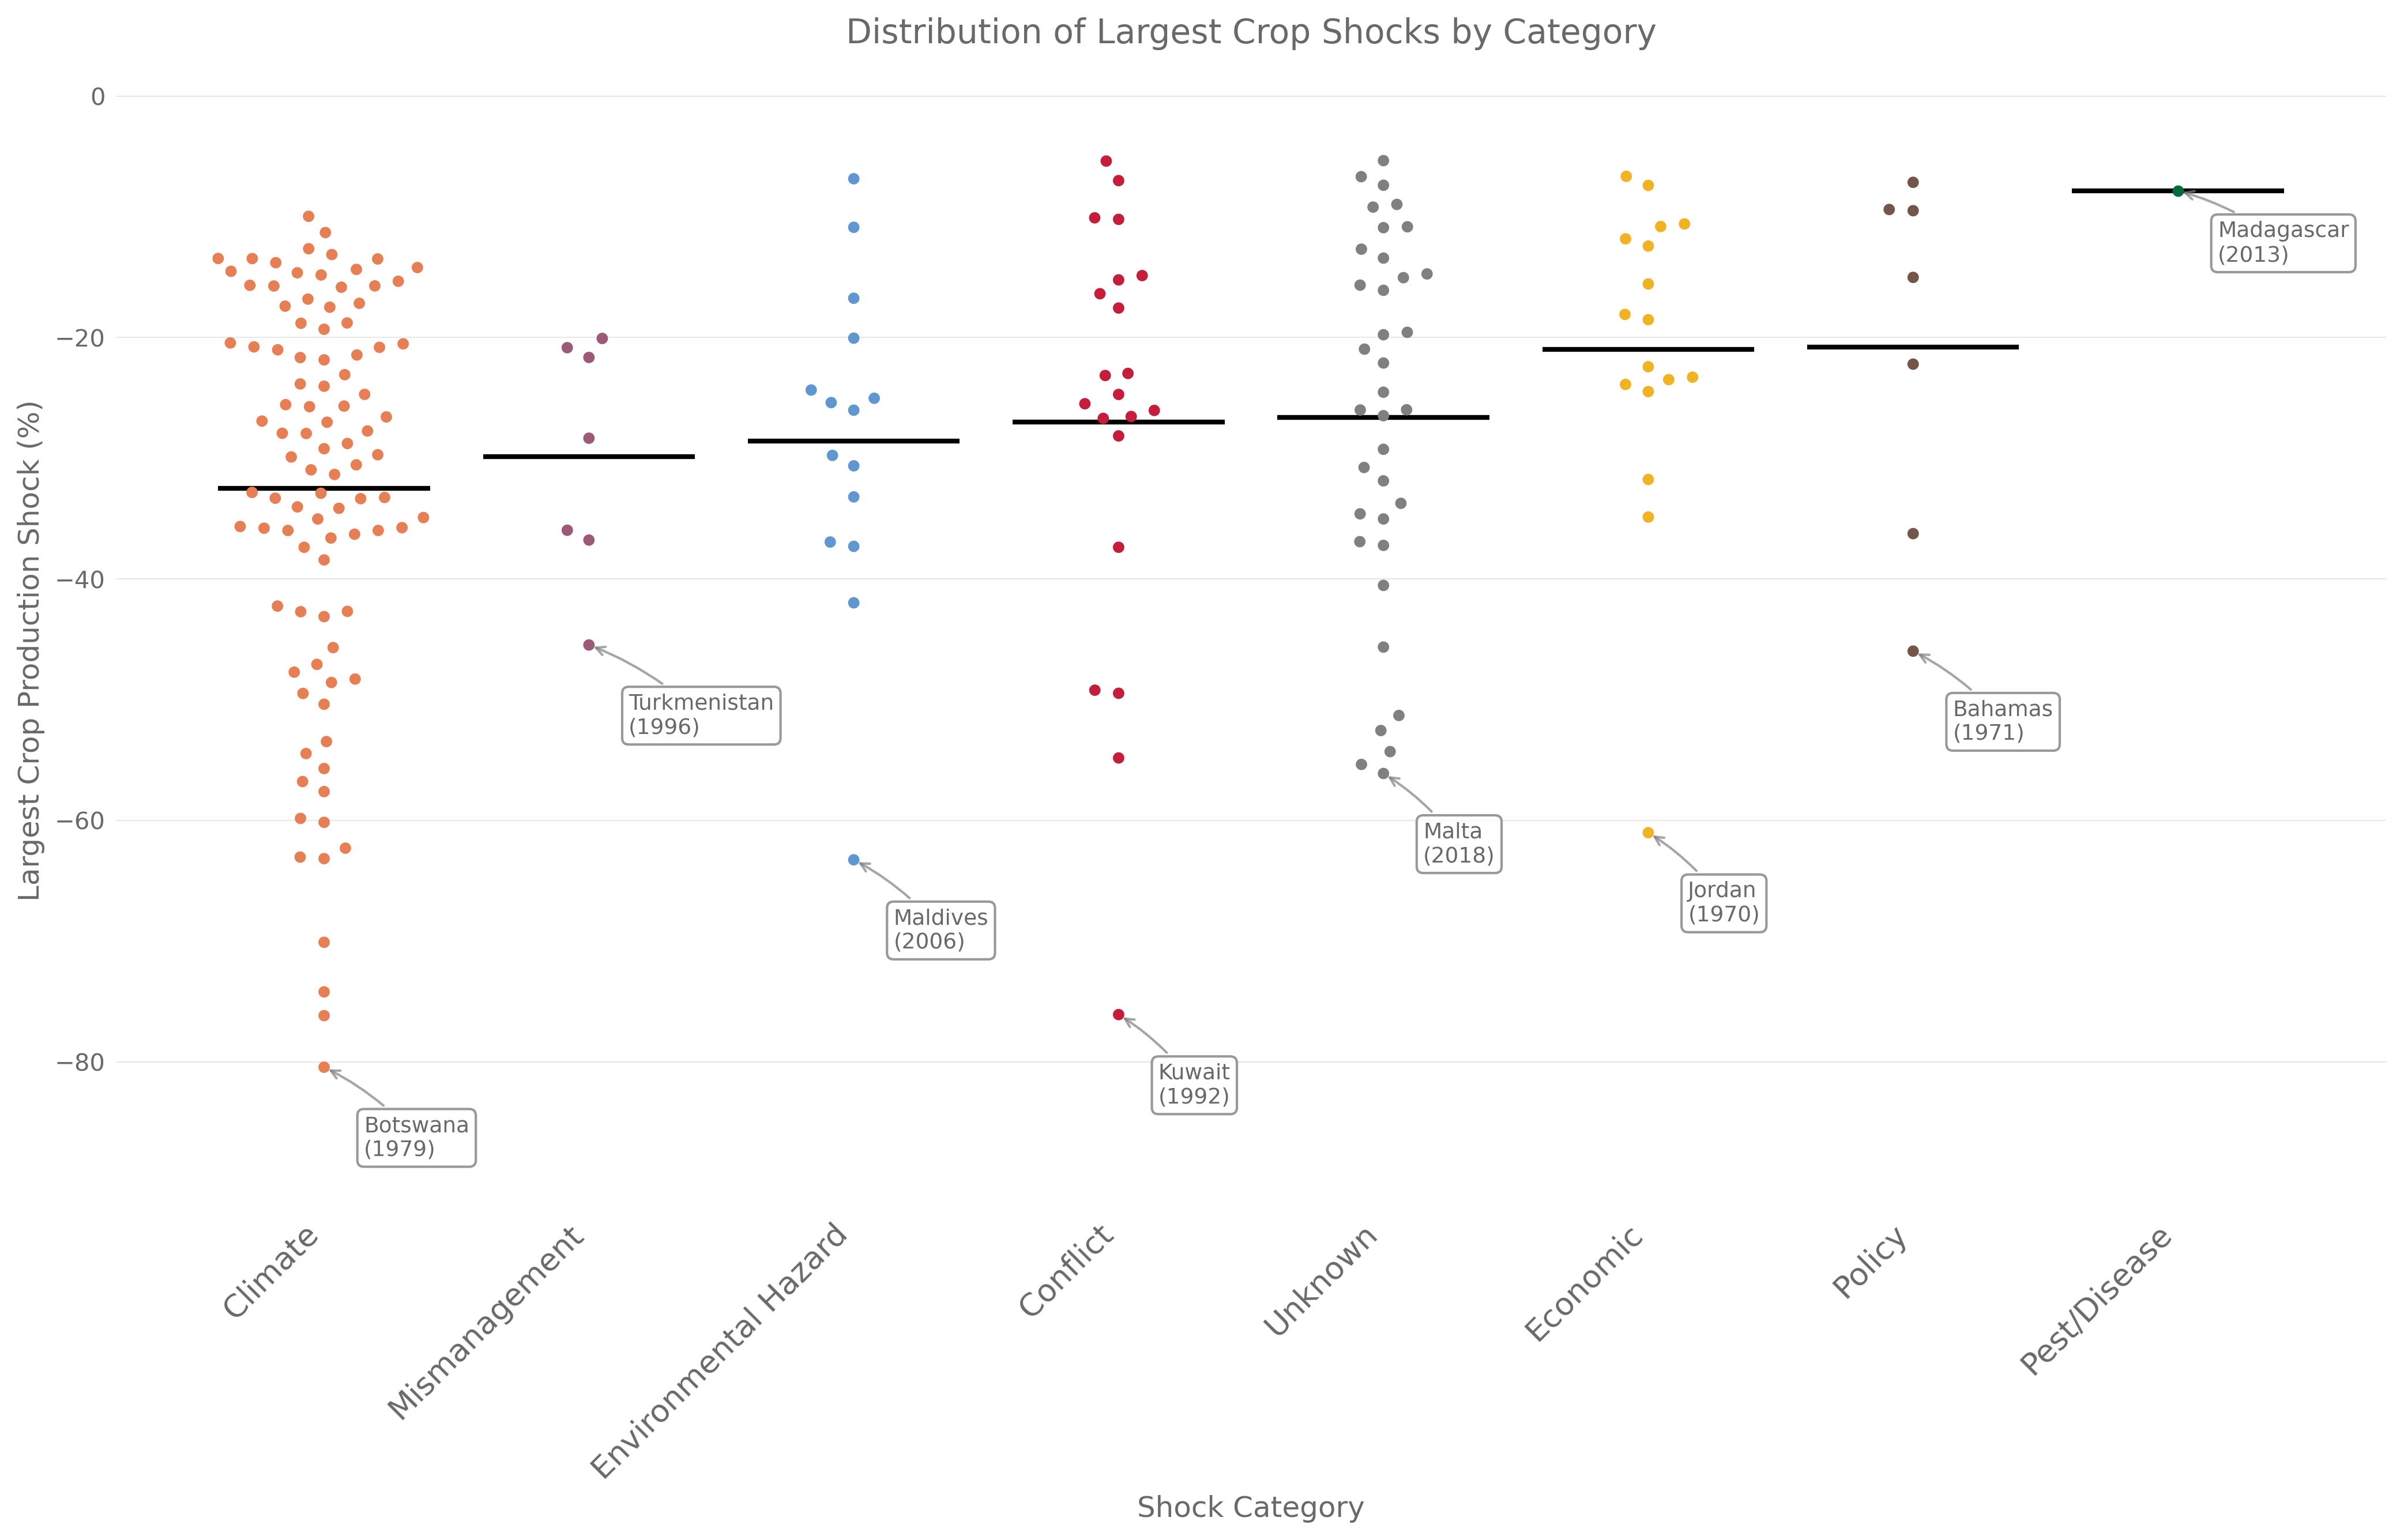 Distribution of Largest Crop Shocks by Category
Largest Crop Production Shock (%)
0
−20
−40
−60
−80
Madagascar
(2013)
Turkmenistan
(1996)
Bahamas
(1971)
Malta
(2018)
Jordan
(1970)
Maldives
(2006)
Kuwait
(1992)
Botswana
(1979)
Climate
Mismanagement
Environmental Hazard
Conflict
Unknown
Economic
Policy
Pest/Disease
Shock Category